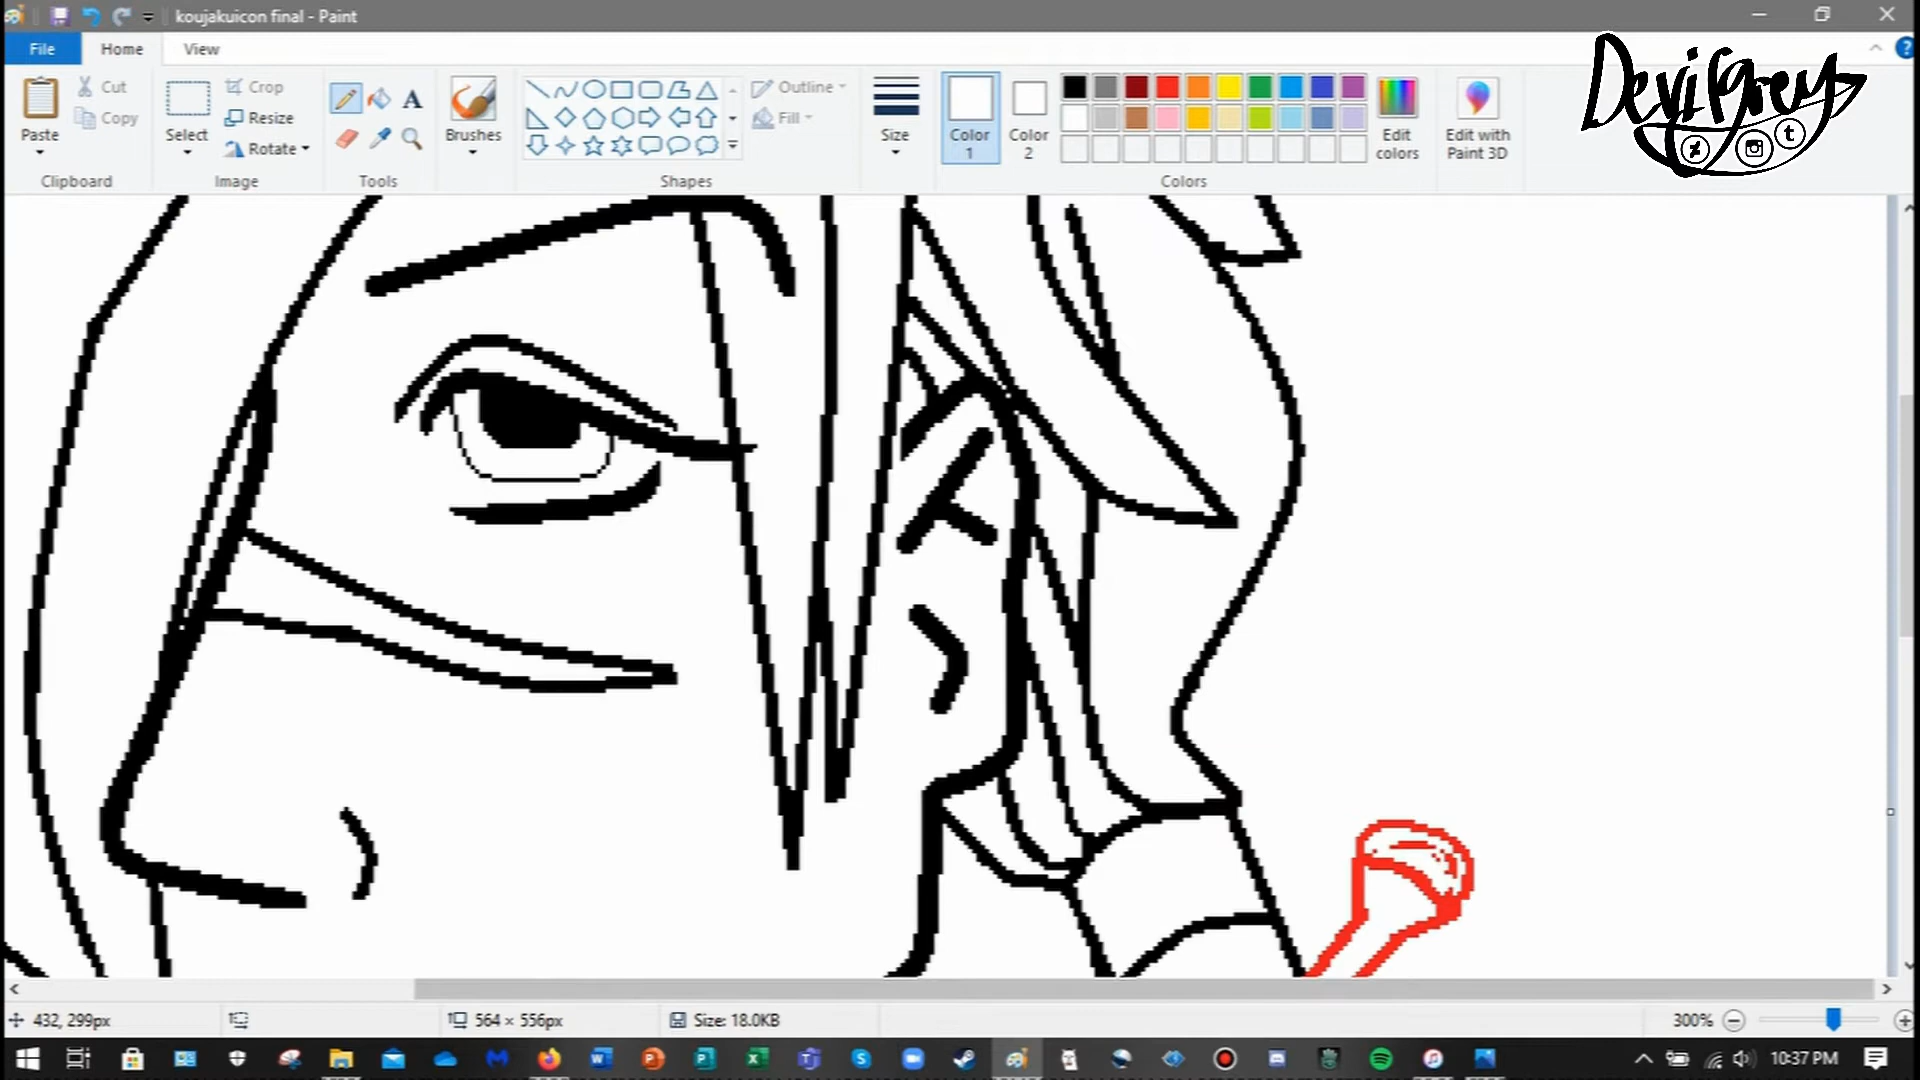 koujakuicon final - Paint
File Home View
Devifgrey
Paste
Cut
Copy
Clipboard
Select
Crop
Resize
Rotate
Image
Tools
Brushes
Shapes
Outline
Fill
Size
Color 1
Color 2
Edit colors
Edit with Paint 3D
Colors
432, 299px
564 × 556px
Size: 18.0KB
300%
10:37 PM